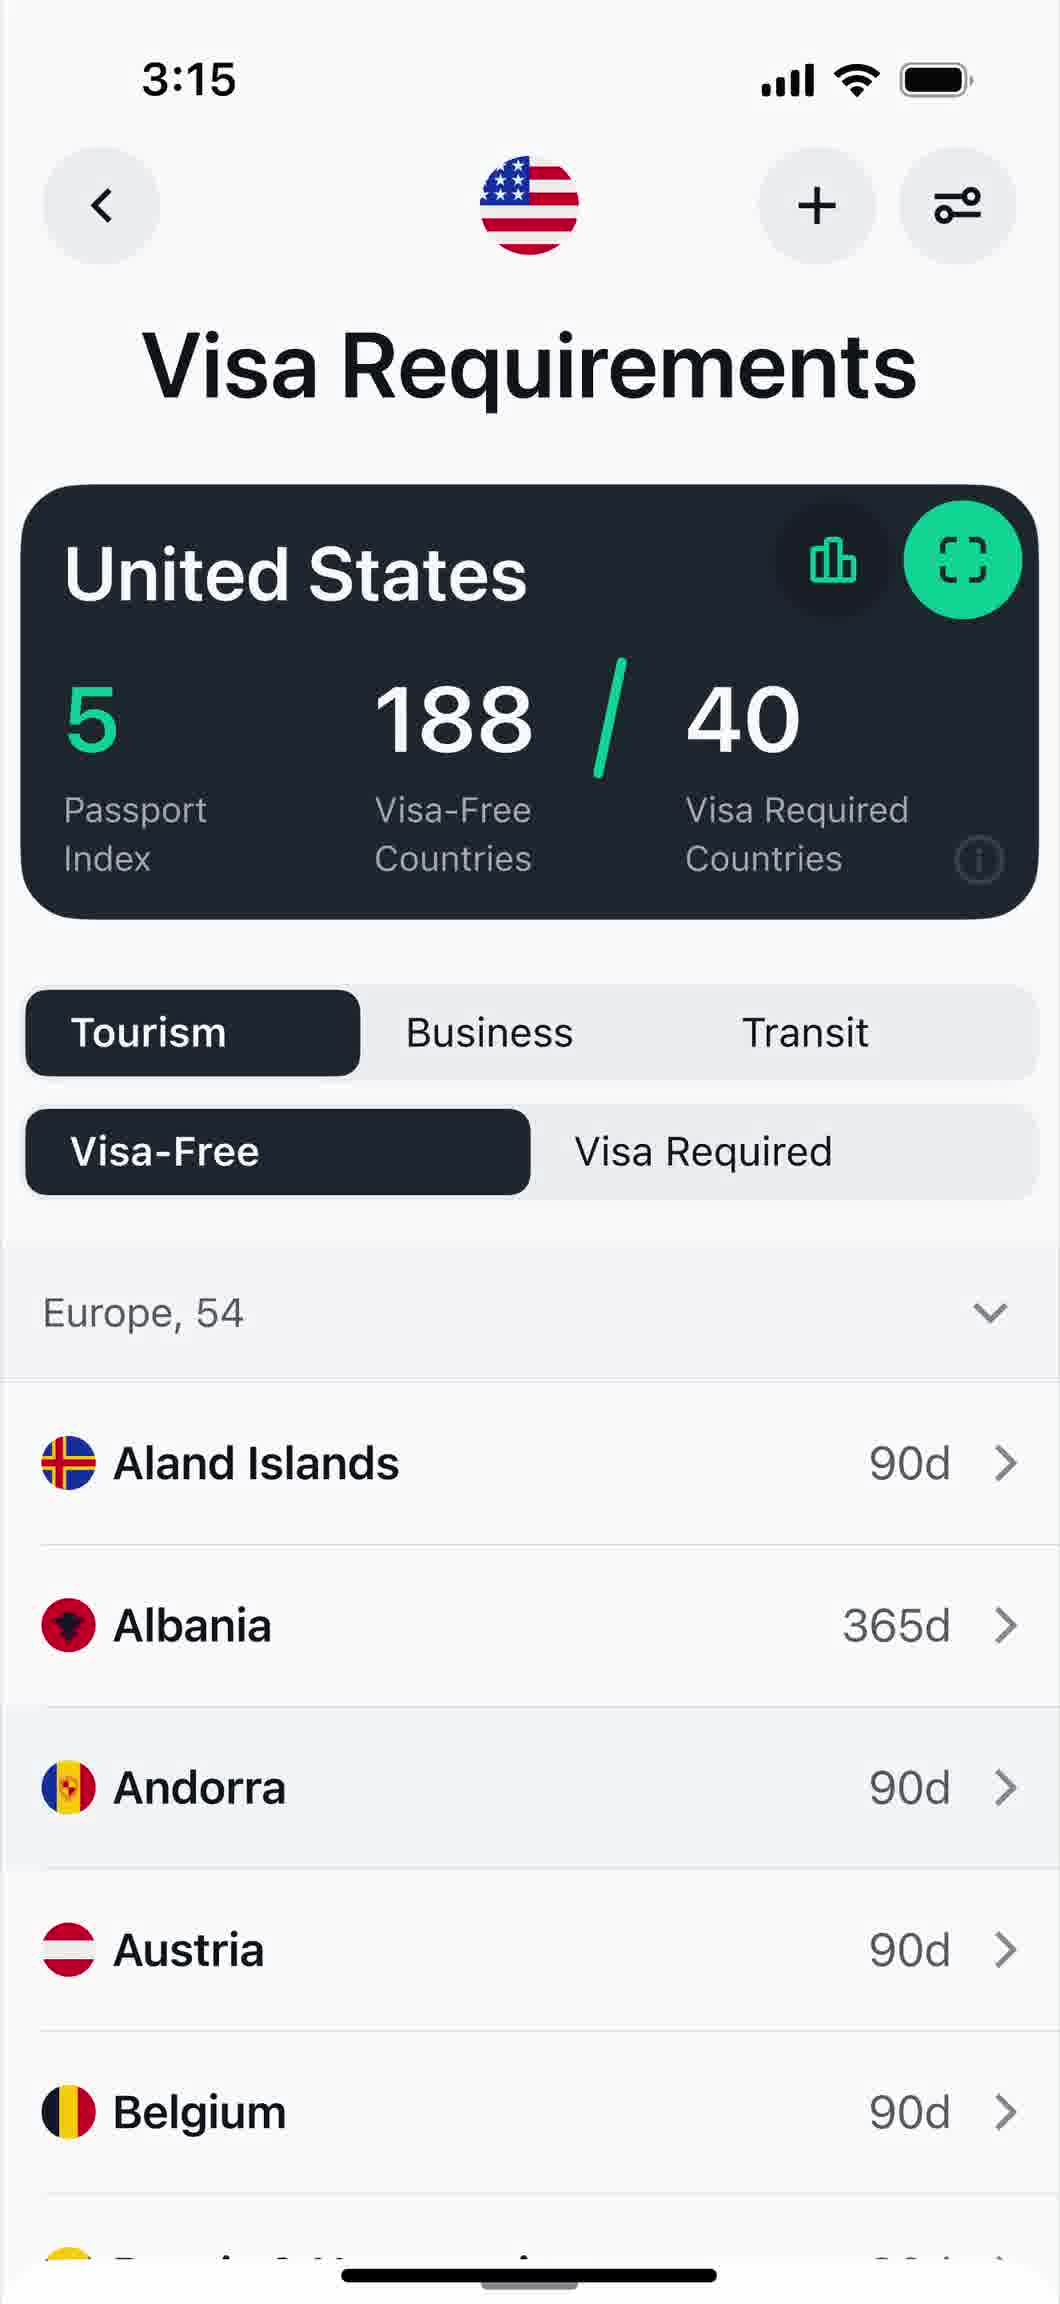 3:15
Visa Requirements
United States
5 188 / 40
Passport Index
Visa-Free Countries
Visa Required Countries
Tourism Business Transit
Visa-Free Visa Required
Europe, 54
Aland Islands 90d
Albania 365d
Andorra 90d
Austria 90d
Belgium 90d